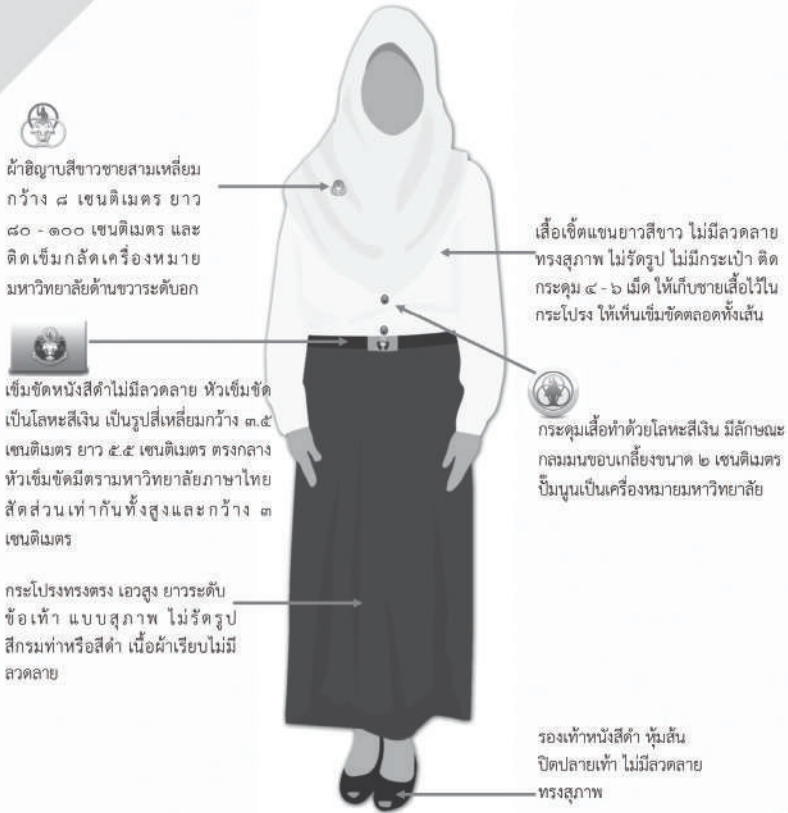 ผ้าฮิญาบสีขาวชายสามเหลี่ยม
กว้าง ๘ เซนติเมตร ยาว
๘๐ - ๑๐๐ เซนติเมตร และ
ติดเข็มกลัดเครื่องหมาย
มหาวิทยาลัยด้านขวาระดับอก
เสื้อเชิ้ตแขนยาวสีขาว ไม่มีลวดลาย
ทรงสุภาพ ไม่รัดรูป ไม่มีกระเป๋า ติด
กระดุม ๔ - ๖ เม็ด ให้เก็บชายเสื้อไว้ใน
กระโปรง ให้เห็นเข็มขัดตลอดทั้งเส้น
เข็มขัดหนังสีดำไม่มีลวดลาย หัวเข็มขัด
เป็นโลหะสีเงิน เป็นรูปสี่เหลี่ยมกว้าง ๓.๕
เซนติเมตร ยาว ๕.๕ เซนติเมตร ตรงกลาง
หัวเข็มขัดมีตรามหาวิทยาลัยภาษาไทย
สัดส่วนเท่ากันทั้งสูงและกว้าง ๓
เซนติเมตร
กระดุมเสื้อทำด้วยโลหะสีเงิน มีลักษณะ
กลมมนขอบเกลี้ยงขนาด ๒ เซนติเมตร
ปั๊มนูนเป็นเครื่องหมายมหาวิทยาลัย
กระโปรงทรงตรง เอวสูง ยาวระดับ
ข้อเท้า แบบสุภาพ ไม่รัดรูป
สีกรมท่าหรือสีดำ เนื้อผ้าเรียบไม่มี
ลวดลาย
รองเท้าหนังสีดำ หุ้มส้น
ปิดปลายเท้า ไม่มีลวดลาย
ทรงสุภาพ